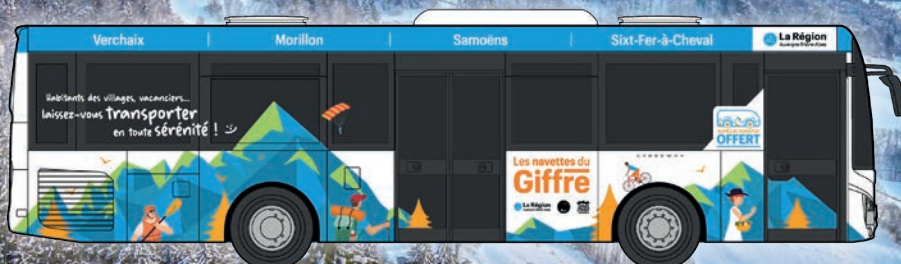 Verchaix
Morillon
Samoëns
Sixt-Fer-à-Cheval
La Région
Auvergne-Rhône-Alpes
Habitants des villages, vacanciers...
laissez-vous transporter
en toute sérénité !
OFFERT
Les navettes du
Giffre
La Région